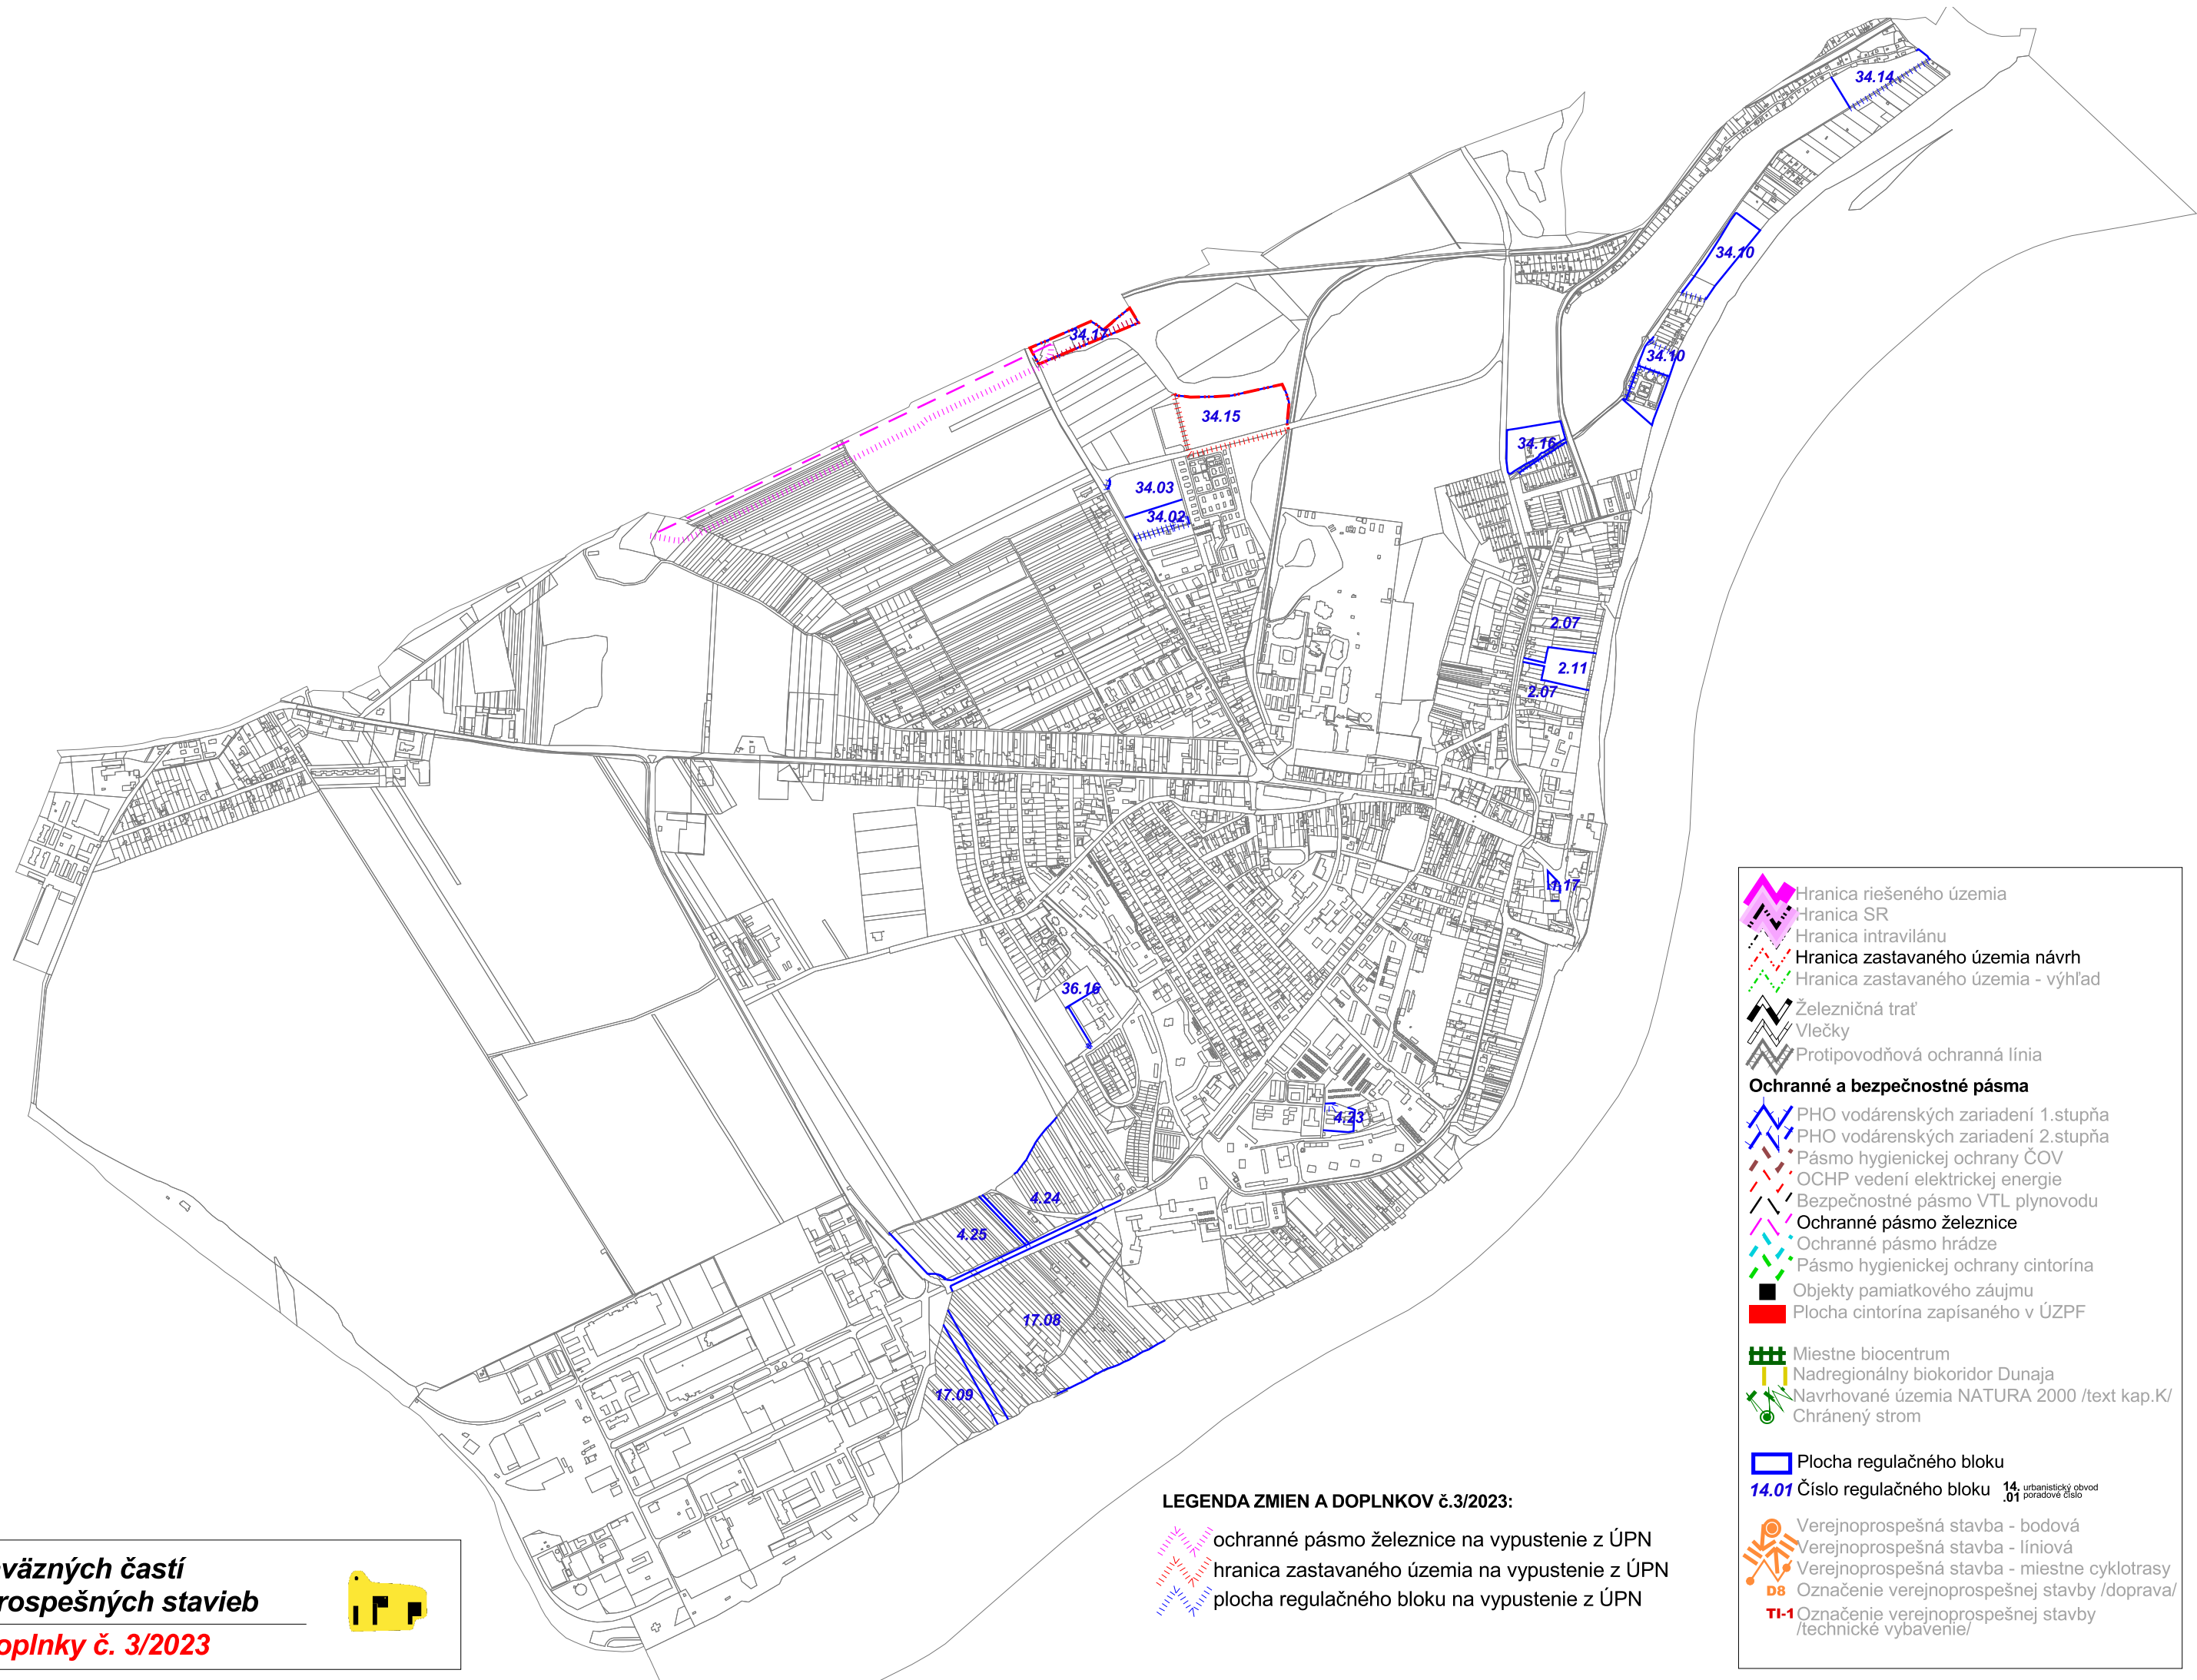 34.14
34.10
34.17
34.10
34.15
34.16
34.03
34.02
2.07
2.11
2.07
1.17
36.16
4.23
4.24
4.25
17.08
17.09
Hranica riešeného územia
Hranica SR
Hranica intravilánu
Hranica zastavaného územia návrh
Hranica zastavaného územia - výhľad
Železničná trať
Vlečky
Protipovodňová ochranná línia
Ochranné a bezpečnostné pásma
PHO vodárenských zariadení 1.stupňa
PHO vodárenských zariadení 2.stupňa
Pásmo hygienickej ochrany ČOV
OCHP vedení elektrickej energie
Bezpečnostné pásmo VTL plynovodu
Ochranné pásmo železnice
Ochranné pásmo hrádze
Pásmo hygienickej ochrany cintorína
Objekty pamiatkového záujmu
Plocha cintorína zapísaného v ÚZPF
Miestne biocentrum
Nadregionálny biokoridor Dunaja
Navrhované územia NATURA 2000 /text kap.K/
Chránený strom
Plocha regulačného bloku
14.01 Číslo regulačného bloku 14. urbanistický obvod
.01 poradové číslo
Verejnoprospešná stavba - bodová
Verejnoprospešná stavba - líniová
Verejnoprospešná stavba - miestne cyklotrasy
D8 Označenie verejnoprospešnej stavby /doprava/
TI-1 Označenie verejnoprospešnej stavby
/technické vybavenie/
LEGENDA ZMIEN A DOPLNKOV č.3/2023:
ochranné pásmo železnice na vypustenie z ÚPN
hranica zastavaného územia na vypustenie z ÚPN
plocha regulačného bloku na vypustenie z ÚPN
äväzných častí
rospešných stavieb
oplnky č. 3/2023